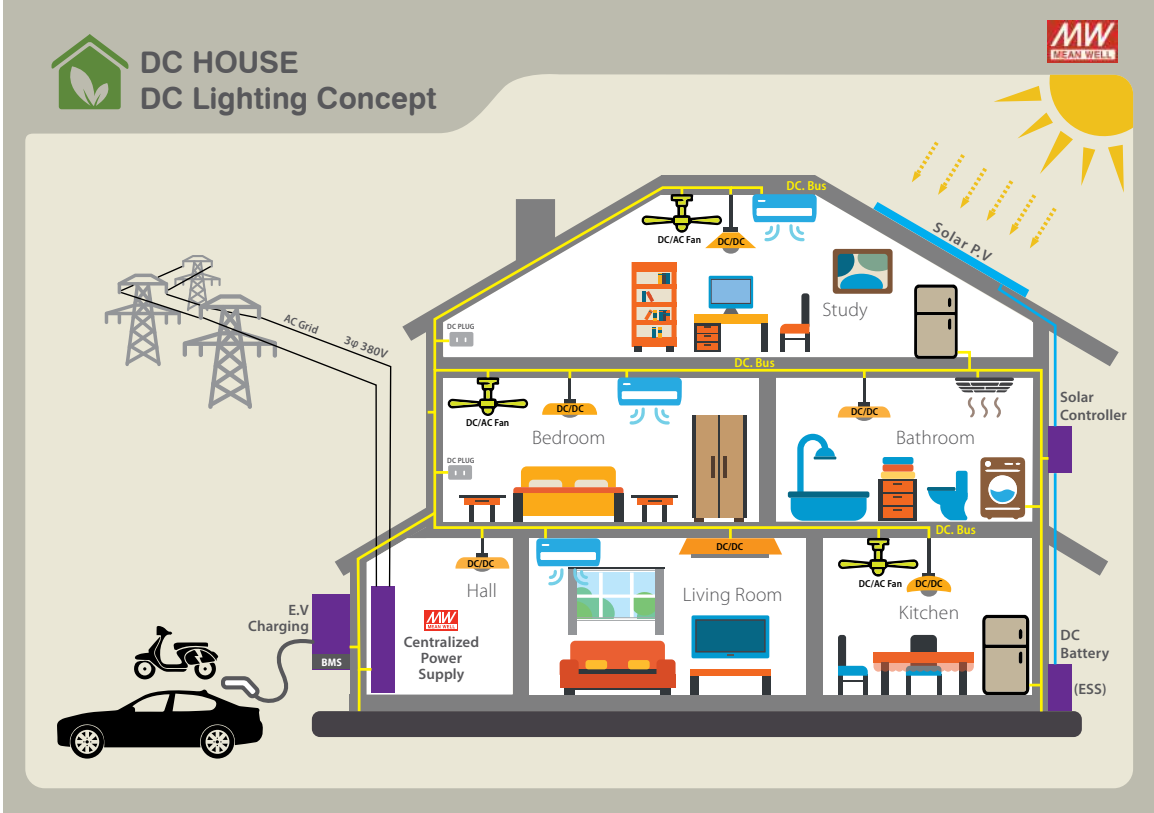 DC HOUSE
DC Lighting Concept
MW
MEAN WELL
DC. Bus
DC/AC Fan
DC/DC
Solar P.V
Study
AC Grid
3φ 380V
DC PLUG
DC. Bus
DC/AC Fan
DC/DC
Bedroom
DC PLUG
DC/DC
Bathroom
Solar
Controller
DC. Bus
DC/DC
Hall
DC/DC
Living Room
DC/AC Fan
DC/DC
Kitchen
E.V
Charging
BMS
MW
MEAN WELL
Centralized
Power
Supply
DC
Battery
(ESS)